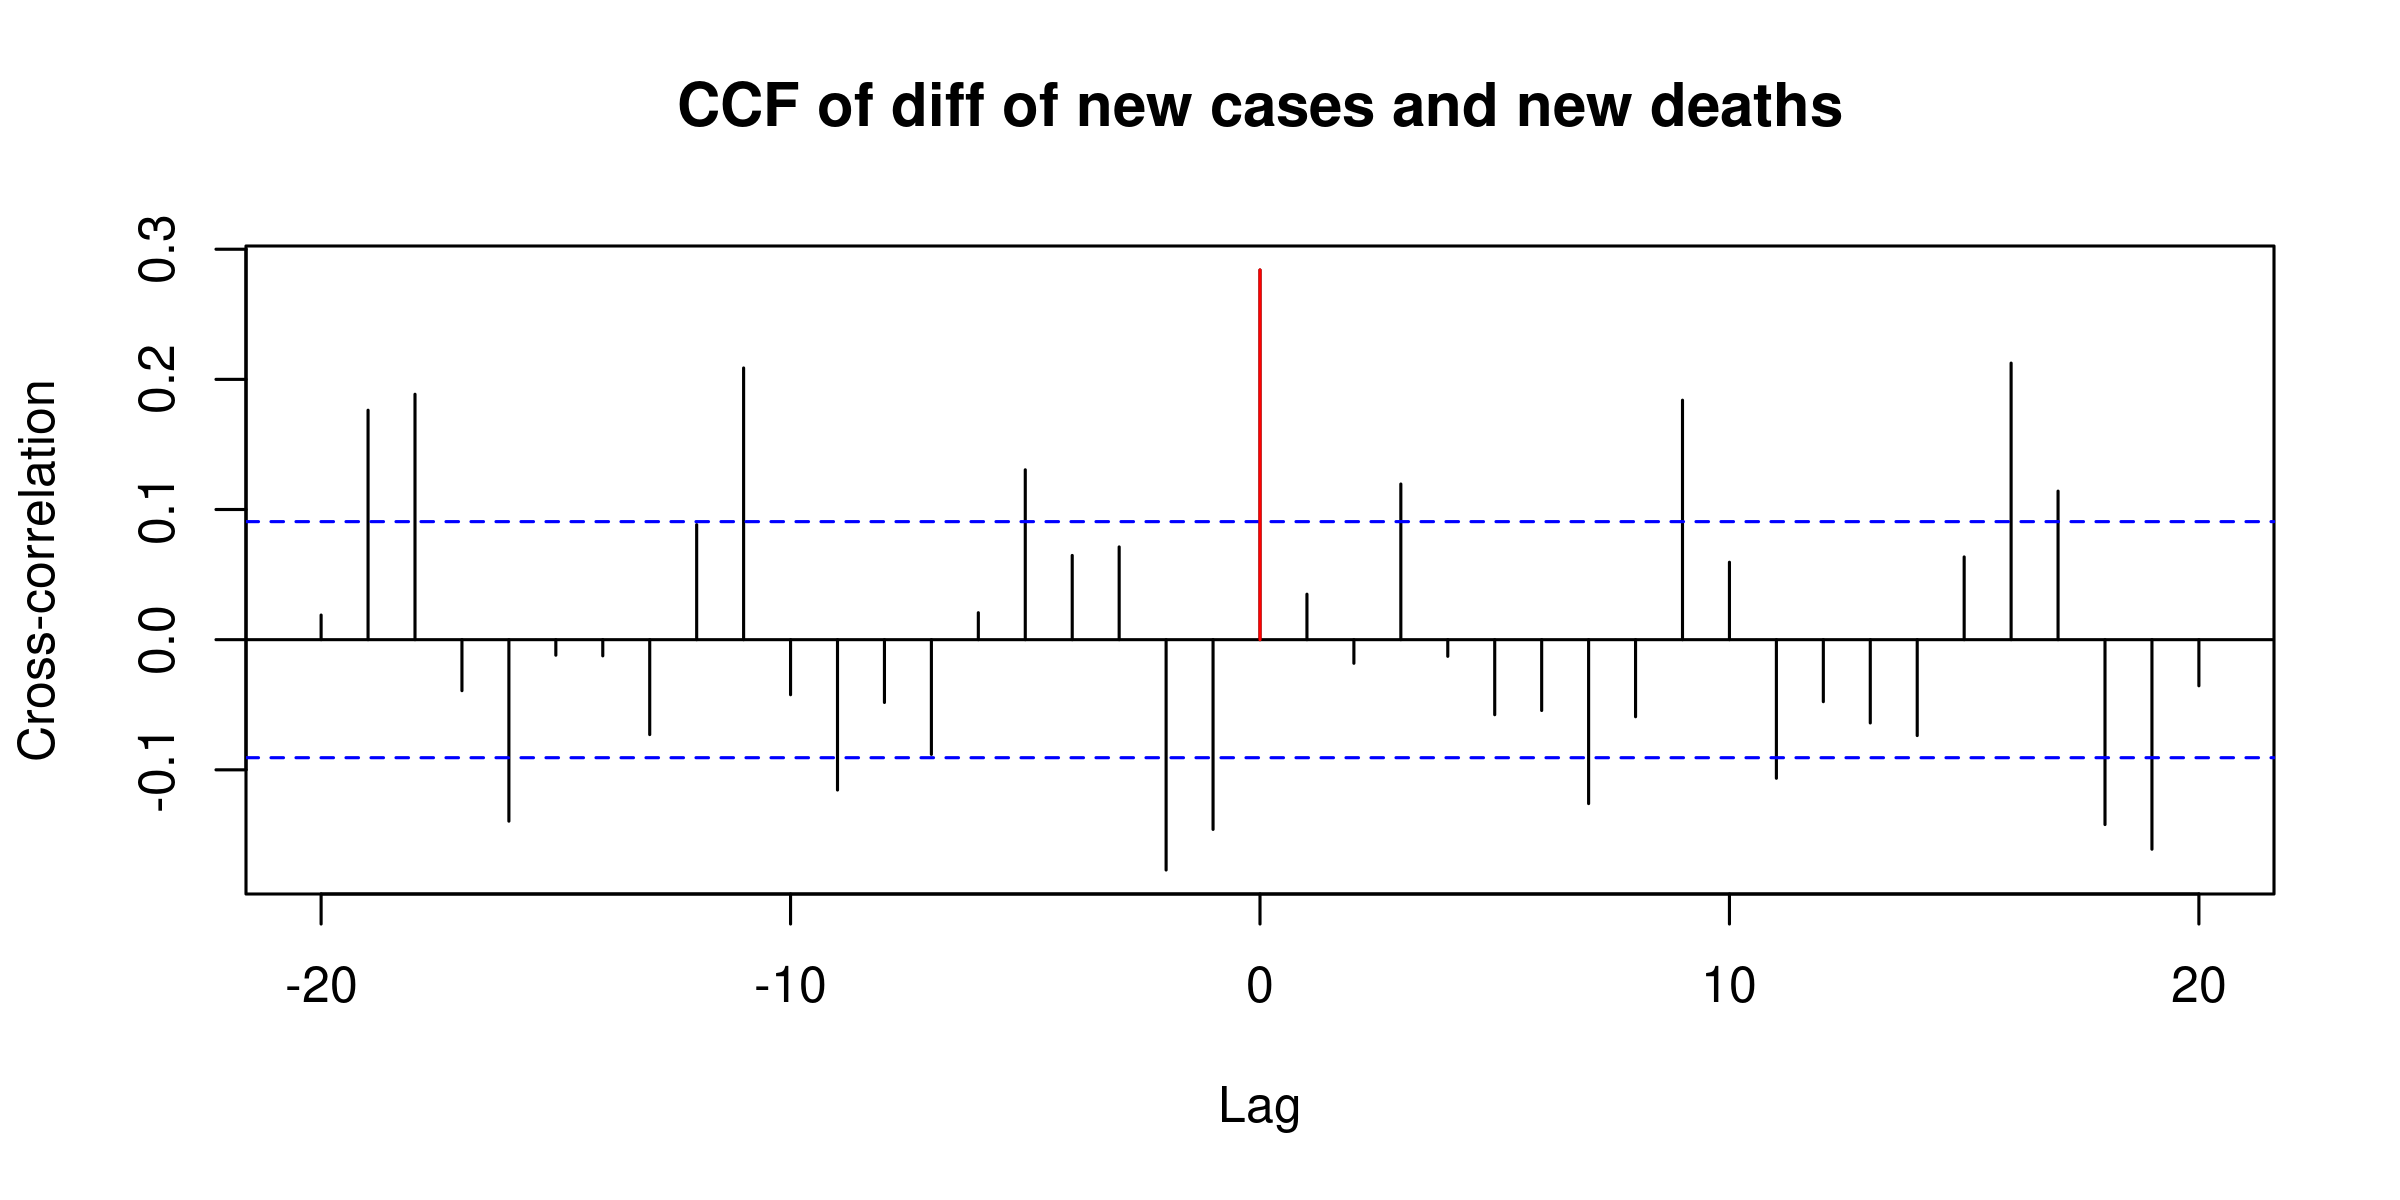 CCF of diff of new cases and new deaths
Cross-correlation
0.3
0.2
0.1
0.0
-0.1
-20 -10 0 10 20
Lag